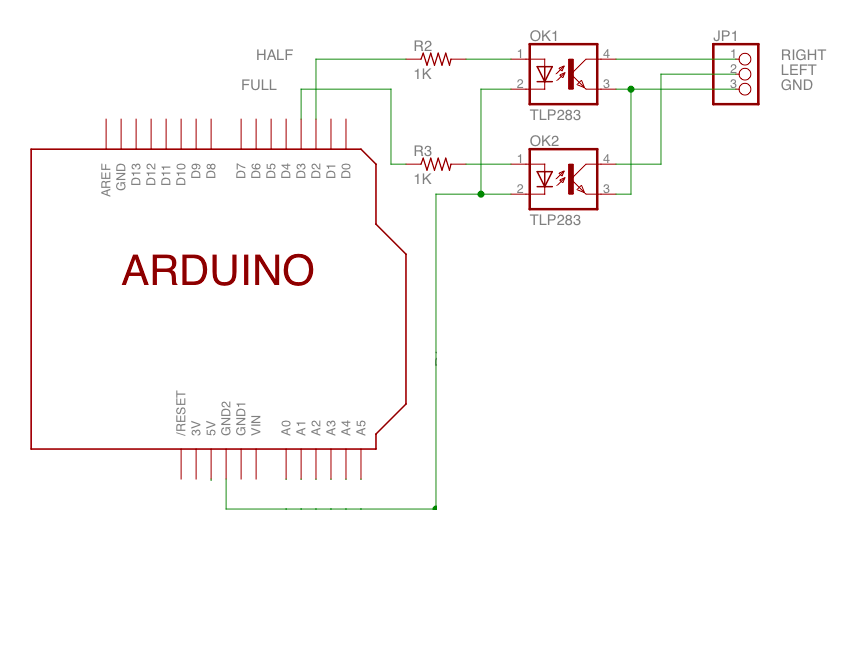 OK1
JP1
HALF
R2
1
4
1
RIGHT
2
LEFT
FULL
1K
2
3
3
GND
TLP283
OK2
R3
1
4
1K
2
3
TLP283
AREF
GND
D13
D12
D11
D10
D9
D8
D7
D6
D5
D4
D3
D2
D1
D0
ARDUINO
/RESET
3V
5V
GND2
GND1
VIN
A0
A1
A2
A3
A4
A5